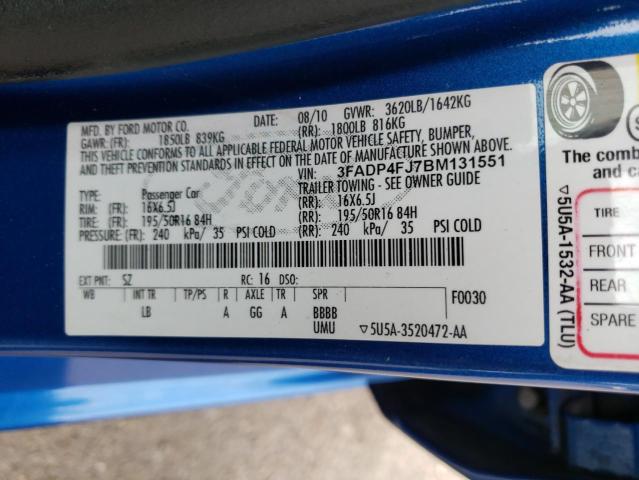 MFD. BY FORD MOTOR CO. DATE: 08/10 GVWR: 3620LB/1642KG
GAWR: (FR): 1850LB 839KG (RR): 1800LB 816KG
THIS VEHICLE CONFORMS TO ALL APPLICABLE FEDERAL MOTOR VEHICLE SAFETY, BUMPER,
AND THEFT PREVENTION STANDARDS IN EFFECT ON THE DATE OF MANUFACTURE SHOWN ABOVE.
VIN: 3FADP4FJ7BM131551
TYPE: Passenger Car TRAILER TOWING - SEE OWNER GUIDE
RIM: (FR): 16X6.5J (RR): 16X6.5J
TIRE: (FR): 195/50R16 84H (RR): 195/50R16 84H
PRESSURE: (FR): 240 kPa/ 35 PSI COLD (RR): 240 kPa/ 35 PSI COLD
EXT PNT: SZ RC: 16 DSO:
WB INT TR TP/PS R AXLE TR SPR F0030
LB A GG A BBBB
UMU ▽5U5A-3520472-AA
The comb
TIRE
FRONT
REAR
SPARE
▽5U5A-1532-AA (TLU)